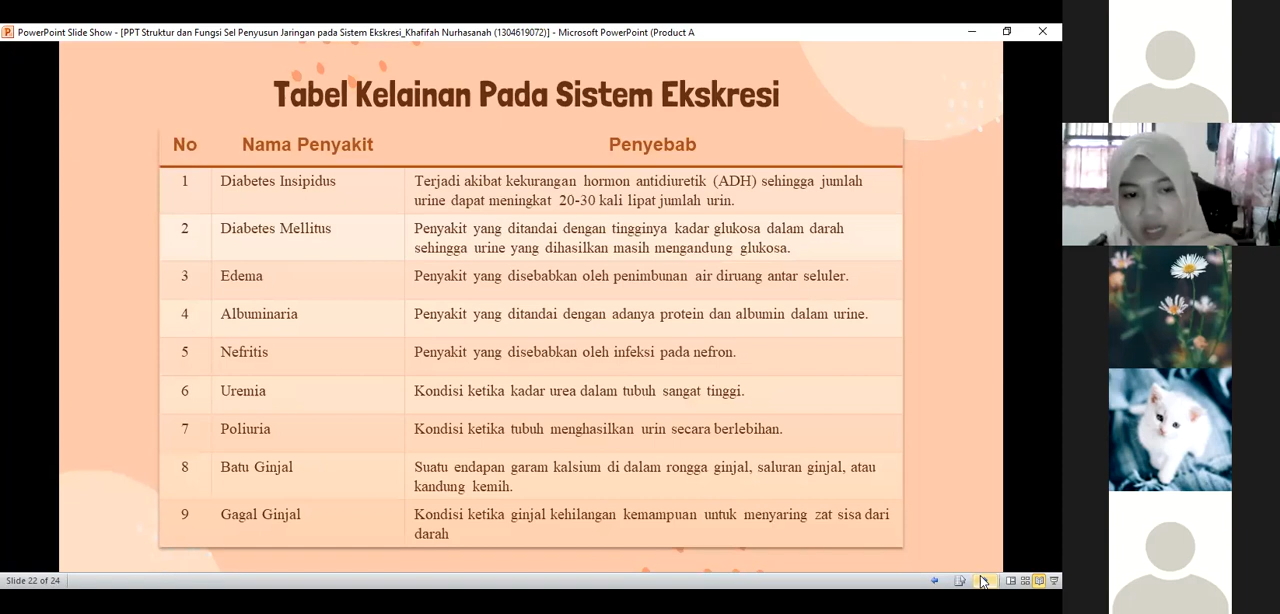 PowerPoint Slide Show - [PPT Struktur dan Fungsi Sel Penyusun Jaringan pada Sistem Ekskresi_Khafifah Nurhasanah (1304619072)] - Microsoft PowerPoint (Product A
Tabel Kelainan Pada Sistem Ekskresi
No Nama Penyakit Penyebab
1 Diabetes Insipidus Terjadi akibat kekurangan hormon antidiuretik (ADH) sehingga jumlah
urine dapat meningkat 20-30 kali lipat jumlah urin.
2 Diabetes Mellitus Penyakit yang ditandai dengan tingginya kadar glukosa dalam darah
sehingga urine yang dihasilkan masih mengandung glukosa.
3 Edema Penyakit yang disebabkan oleh penimbunan air diruang antar seluler.
4 Albuminaria Penyakit yang ditandai dengan adanya protein dan albumin dalam urine.
5 Nefritis Penyakit yang disebabkan oleh infeksi pada nefron.
6 Uremia Kondisi ketika kadar urea dalam tubuh sangat tinggi.
7 Poliuria Kondisi ketika tubuh menghasilkan urin secara berlebihan.
8 Batu Ginjal Suatu endapan garam kalsium di dalam rongga ginjal, saluran ginjal, atau
kandung kemih.
9 Gagal Ginjal Kondisi ketika ginjal kehilangan kemampuan untuk menyaring zat sisa dari
darah
Slide 22 of 24